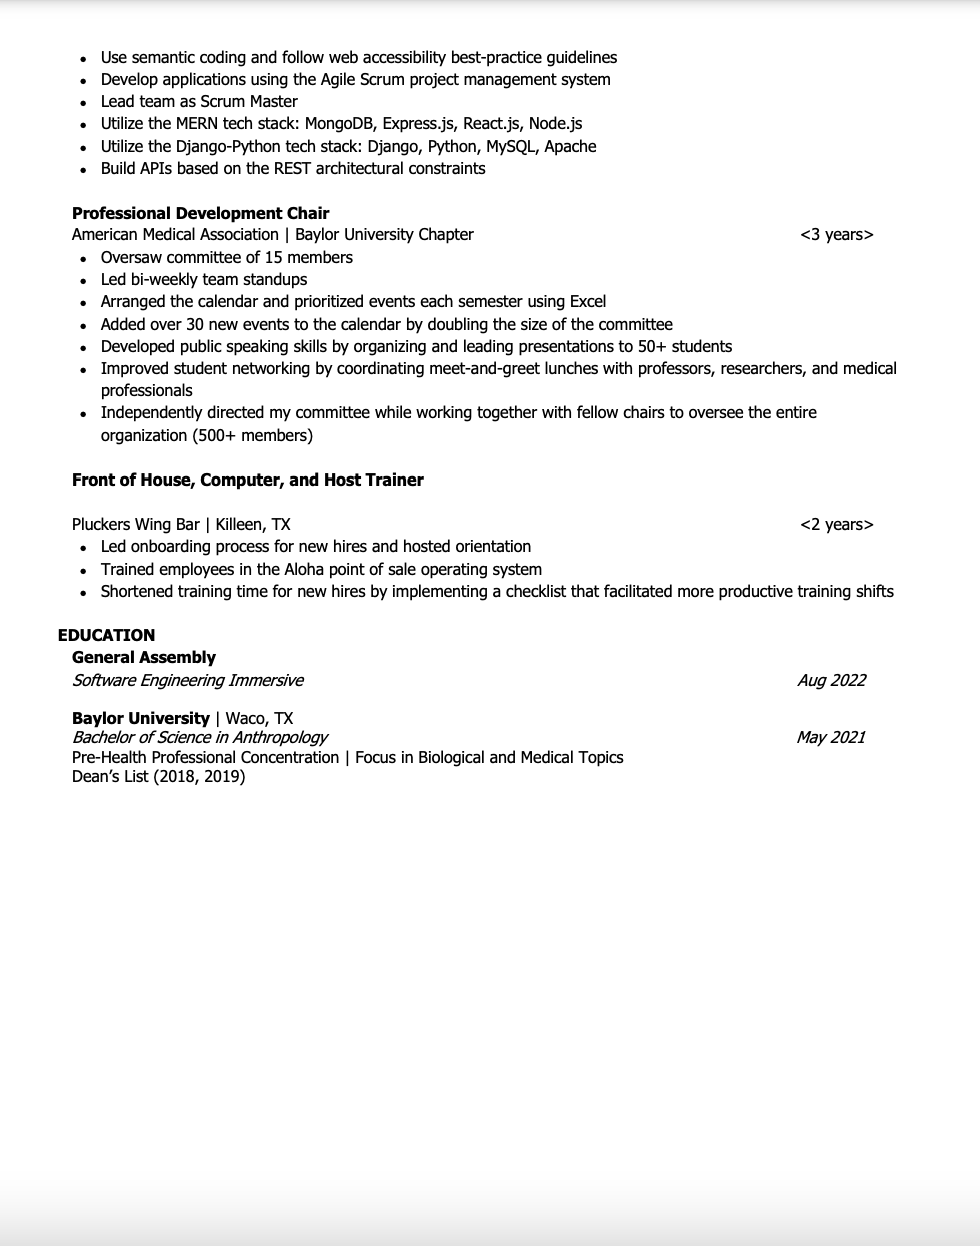 • Use semantic coding and follow web accessibility best-practice guidelines
• Develop applications using the Agile Scrum project management system
• Lead team as Scrum Master
• Utilize the MERN tech stack: MongoDB, Express.js, React.js, Node.js
• Utilize the Django-Python tech stack: Django, Python, MySQL, Apache
• Build APIs based on the REST architectural constraints
Professional Development Chair
American Medical Association | Baylor University Chapter <3 years>
• Oversaw committee of 15 members
• Led bi-weekly team standups
• Arranged the calendar and prioritized events each semester using Excel
• Added over 30 new events to the calendar by doubling the size of the committee
• Developed public speaking skills by organizing and leading presentations to 50+ students
• Improved student networking by coordinating meet-and-greet lunches with professors, researchers, and medical
professionals
• Independently directed my committee while working together with fellow chairs to oversee the entire
organization (500+ members)
Front of House, Computer, and Host Trainer
Pluckers Wing Bar | Killeen, TX <2 years>
• Led onboarding process for new hires and hosted orientation
• Trained employees in the Aloha point of sale operating system
• Shortened training time for new hires by implementing a checklist that facilitated more productive training shifts
EDUCATION
General Assembly
Software Engineering Immersive Aug 2022
Baylor University | Waco, TX
Bachelor of Science in Anthropology May 2021
Pre-Health Professional Concentration | Focus in Biological and Medical Topics
Dean’s List (2018, 2019)